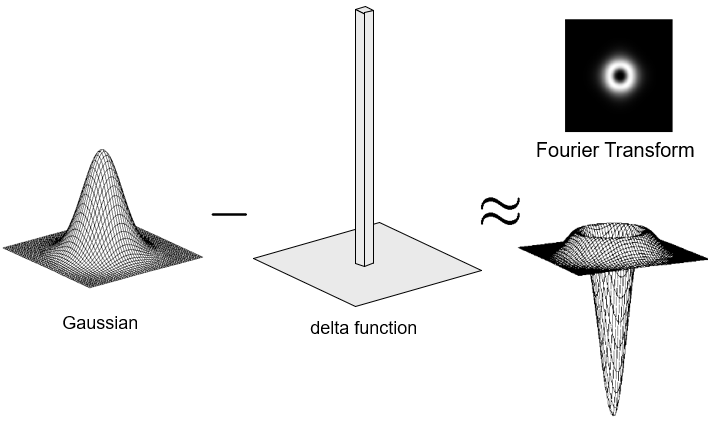 Fourier Transform
− ≈
Gaussian
delta function